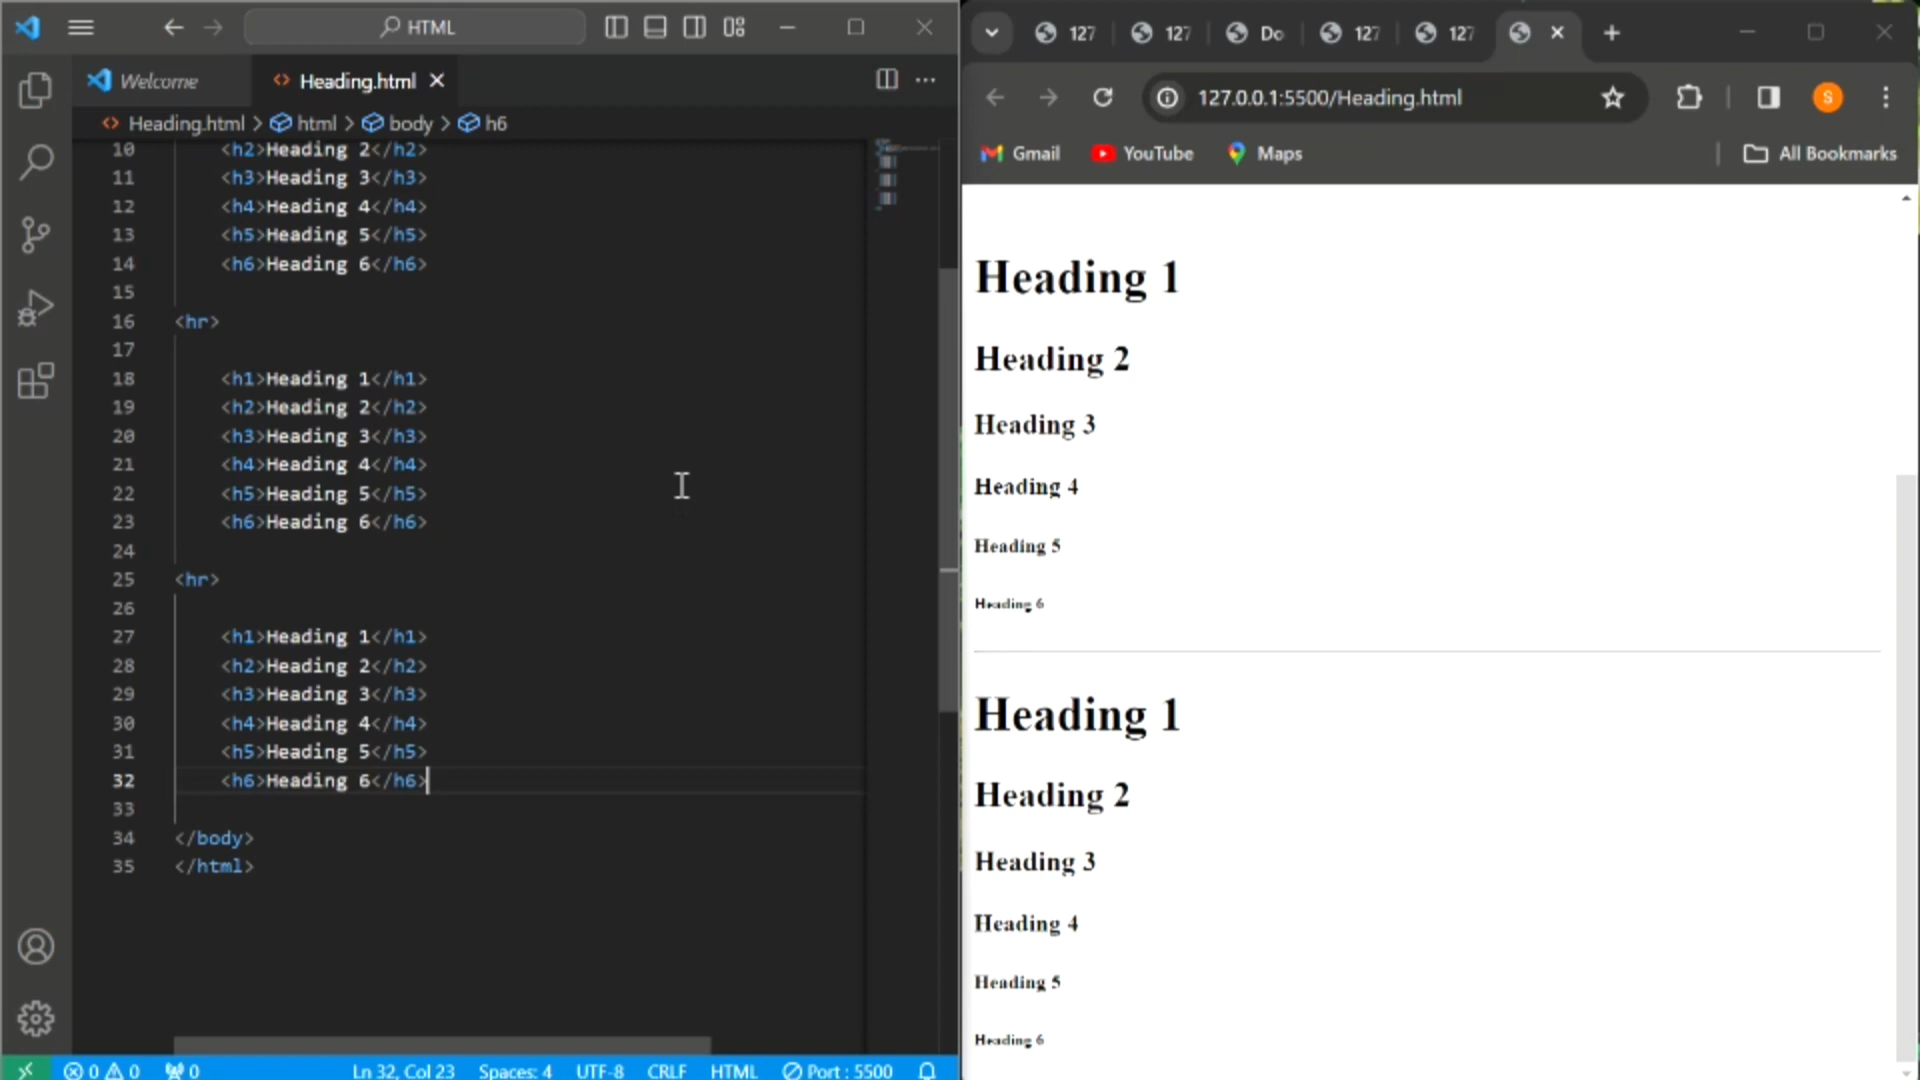 HTML
Welcome
Heading.html
Heading.html > html > body > h6
10 <h2>Heading 2</h2>
11 <h3>Heading 3</h3>
12 <h4>Heading 4</h4>
13 <h5>Heading 5</h5>
14 <h6>Heading 6</h6>
15
16 <hr>
17
18 <h1>Heading 1</h1>
19 <h2>Heading 2</h2>
20 <h3>Heading 3</h3>
21 <h4>Heading 4</h4>
22 <h5>Heading 5</h5>
23 <h6>Heading 6</h6>
24
25 <hr>
26
27 <h1>Heading 1</h1>
28 <h2>Heading 2</h2>
29 <h3>Heading 3</h3>
30 <h4>Heading 4</h4>
31 <h5>Heading 5</h5>
32 <h6>Heading 6</h6>
33
34 </body>
35 </html>
0 0 0 Ln 32, Col 23 Spaces: 4 UTF-8 CRLF HTML Port : 5500
127 127 Do 127 127
127.0.0.1:5500/Heading.html S
Gmail YouTube Maps All Bookmarks
Heading 1
Heading 2
Heading 3
Heading 4
Heading 5
Heading 6
Heading 1
Heading 2
Heading 3
Heading 4
Heading 5
Heading 6